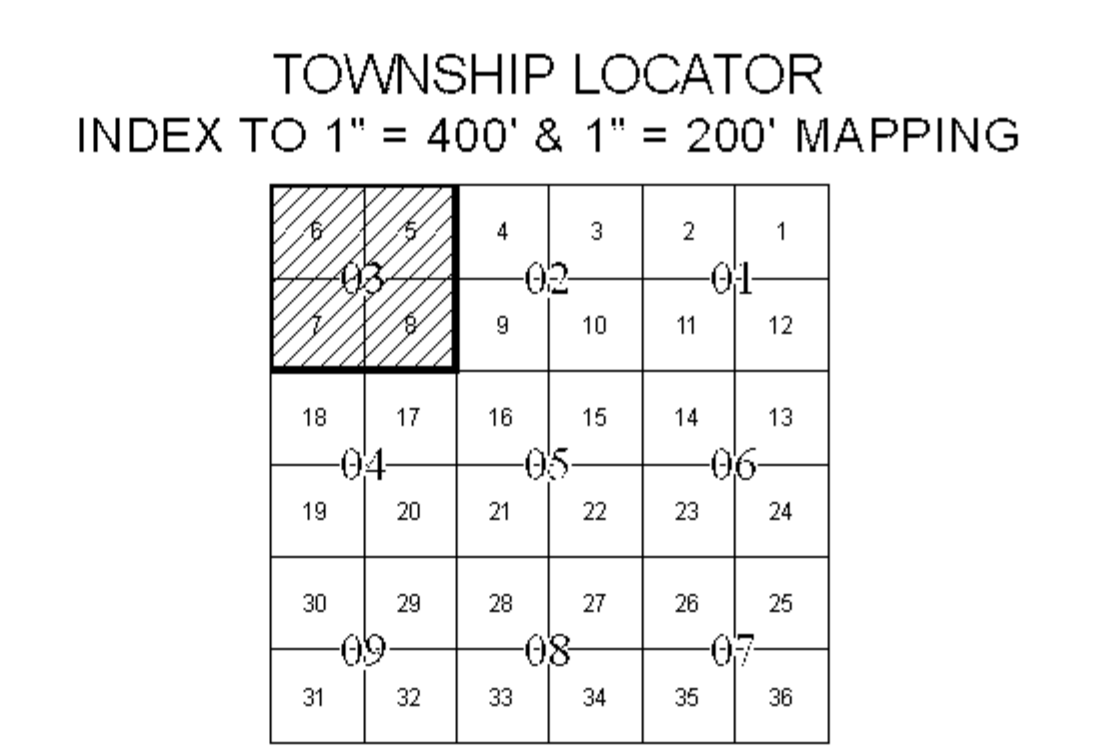 TOWNSHIP LOCATOR
INDEX TO 1" = 400' & 1" = 200' MAPPING
6 5 4 3 2 1
03 02 01
7 8 9 10 11 12
18 17 16 15 14 13
04 05 06
19 20 21 22 23 24
30 29 28 27 26 25
09 08 07
31 32 33 34 35 36